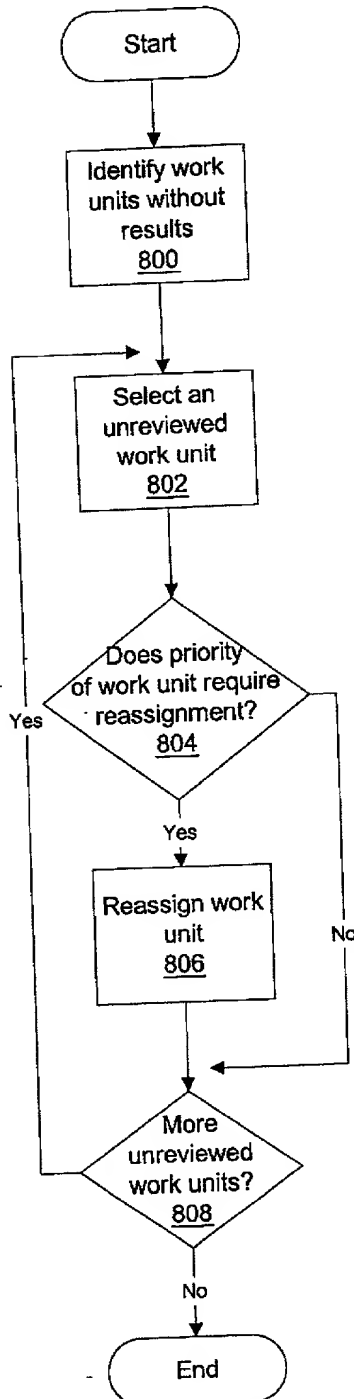 Start
Identify work
units without
results
800
Select an
unreviewed
work unit
802
Does priority
of work unit require
reassignment?
804
Yes
Yes
Reassign work
unit
806
No
More
unreviewed
work units?
808
No
End